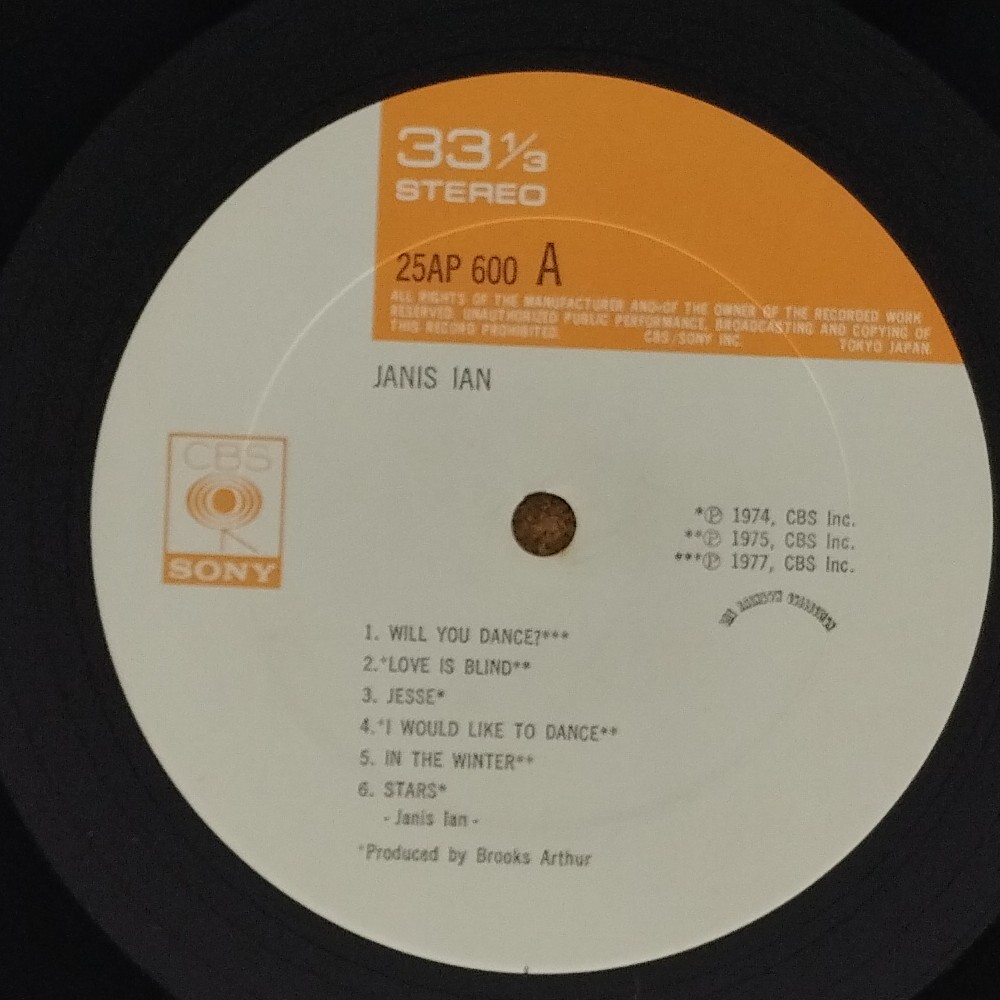 33 1/3
STEREO
25AP 600 A
ALL RIGHTS OF THE MANUFACTURER AND OF THE OWNER OF THE RECORDED WORK
RESERVED. UNAUTHORIZED PUBLIC PERFORMANCE, BROADCASTING AND COPYING OF
THIS RECORD PROHIBITED. CBS/SONY INC. TOKYO JAPAN.
JANIS IAN
CBS
SONY
*℗ 1974, CBS Inc.
**℗ 1975, CBS Inc.
***℗ 1977, CBS Inc.
1. WILL YOU DANCE?***
2.*LOVE IS BLIND**
3. JESSE*
4.*I WOULD LIKE TO DANCE**
5. IN THE WINTER**
6. STARS*
- Janis Ian -
*Produced by Brooks Arthur